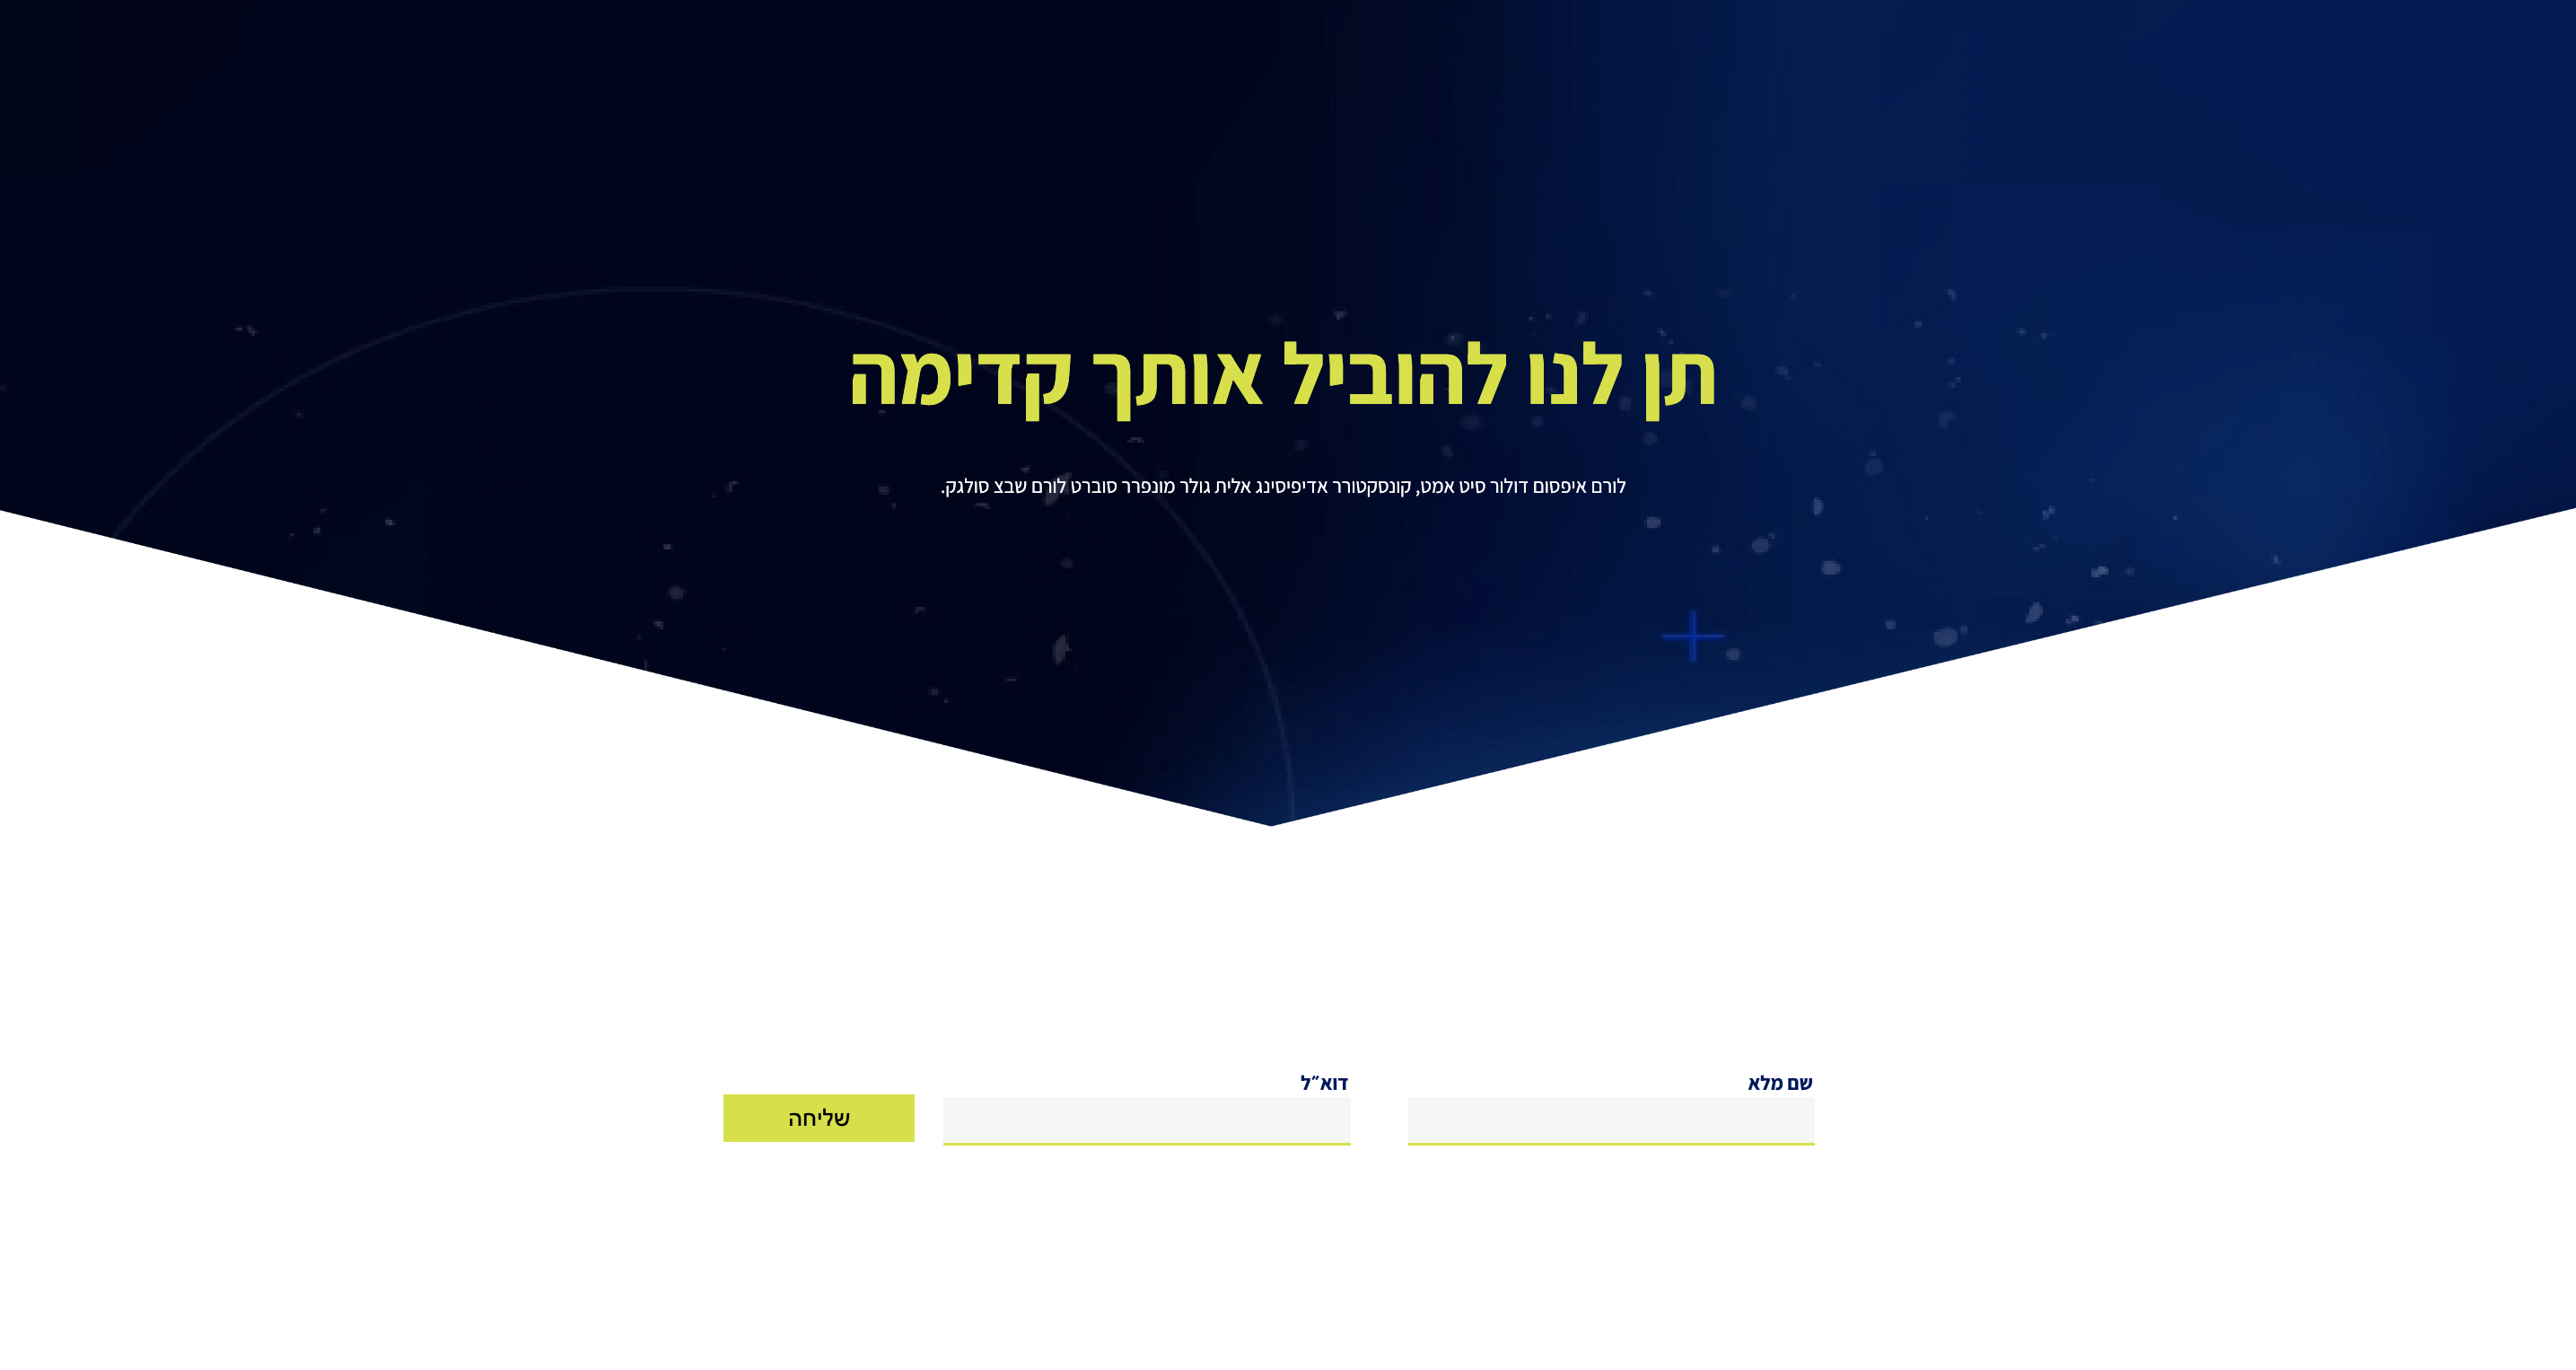 תן לנו להוביל אותך קדימה
לורם איפסום דולור סיט אמט, קונסקטורר אדיפיסינג אלית גולר מונפרר סוברט לורם שבצ סולגק.
שם מלא
דוא״ל
שליחה